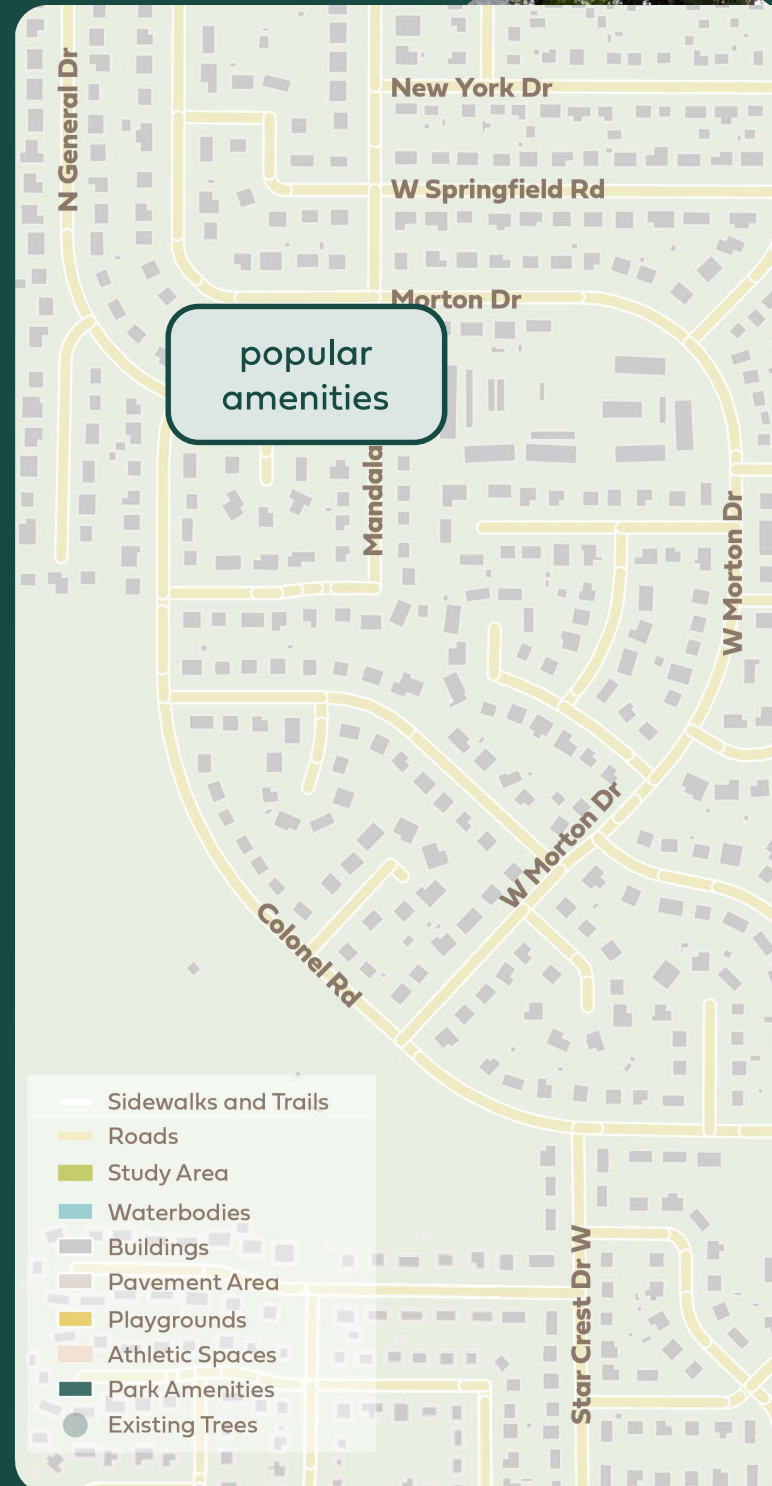 N General Dr
New York Dr
W Springfield Rd
Morton Dr
popular
amenities
Mandala
W Morton Dr
W Morton Dr
Colonel Rd
Star Crest Dr W
Sidewalks and Trails
Roads
Study Area
Waterbodies
Buildings
Pavement Area
Playgrounds
Athletic Spaces
Park Amenities
Existing Trees